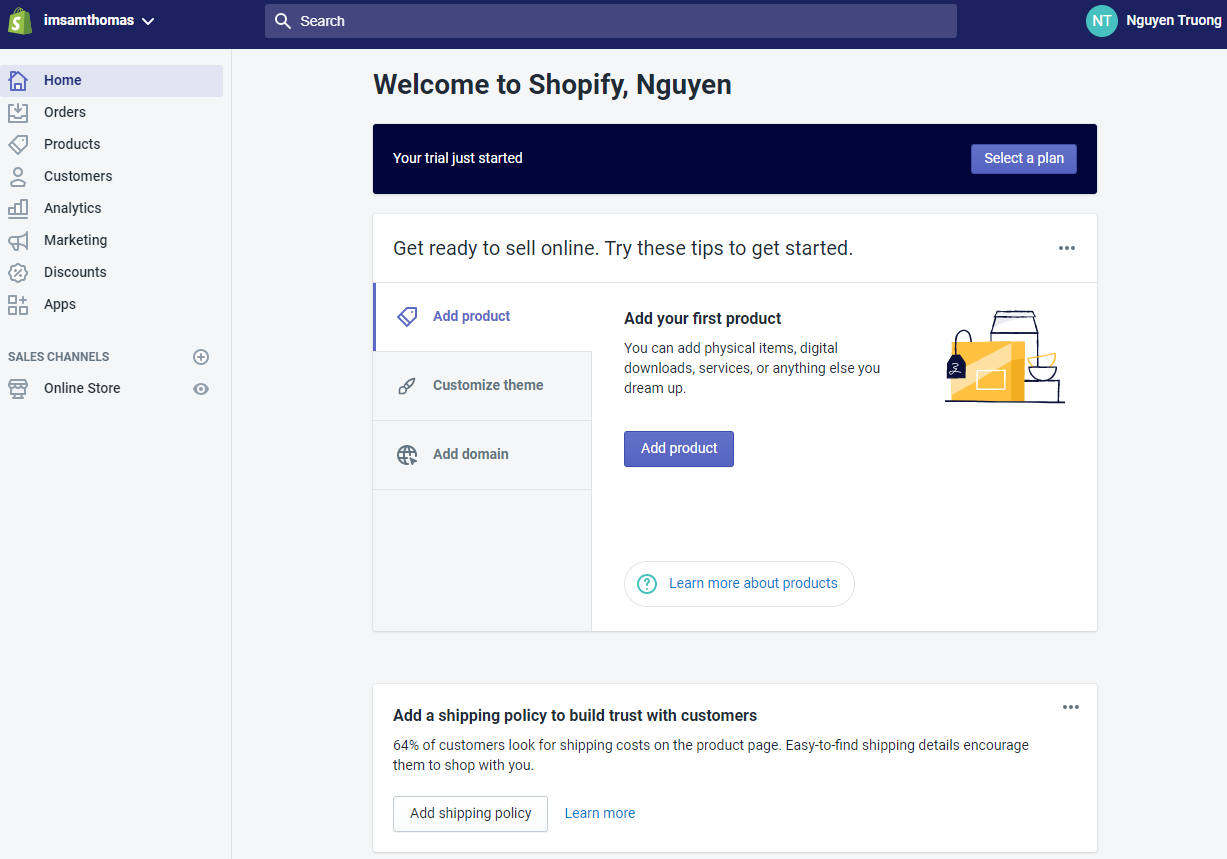 imsamthomas
Search
NT
Nguyen Truong
Home
Orders
Products
Customers
Analytics
Marketing
Discounts
Apps
SALES CHANNELS
Online Store
Welcome to Shopify, Nguyen
Your trial just started
Select a plan
Get ready to sell online. Try these tips to get started.
Add product
Customize theme
Add domain
Add your first product
You can add physical items, digital
downloads, services, or anything else you
dream up.
Add product
Learn more about products
Add a shipping policy to build trust with customers
64% of customers look for shipping costs on the product page. Easy-to-find shipping details encourage
them to shop with you.
Add shipping policy
Learn more